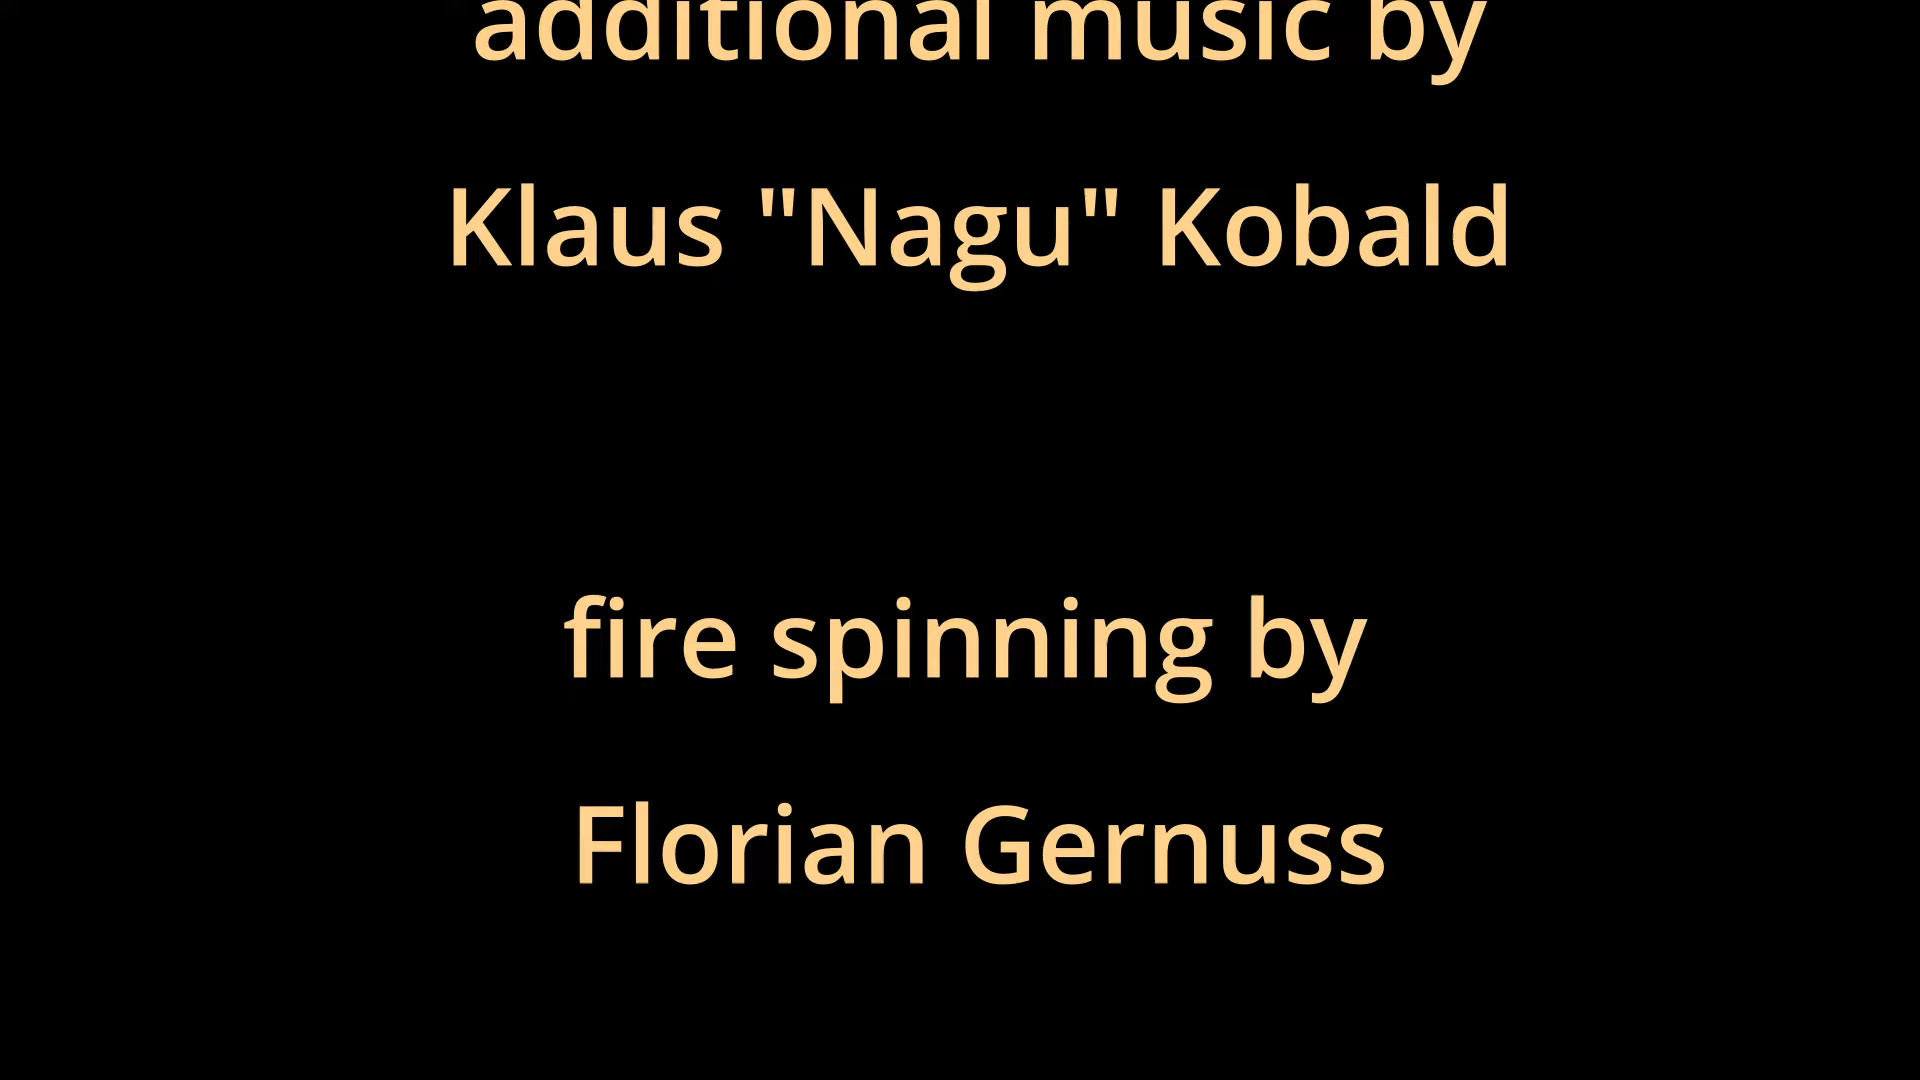 additional music by
Klaus "Nagu" Kobald
fire spinning by
Florian Gernuss